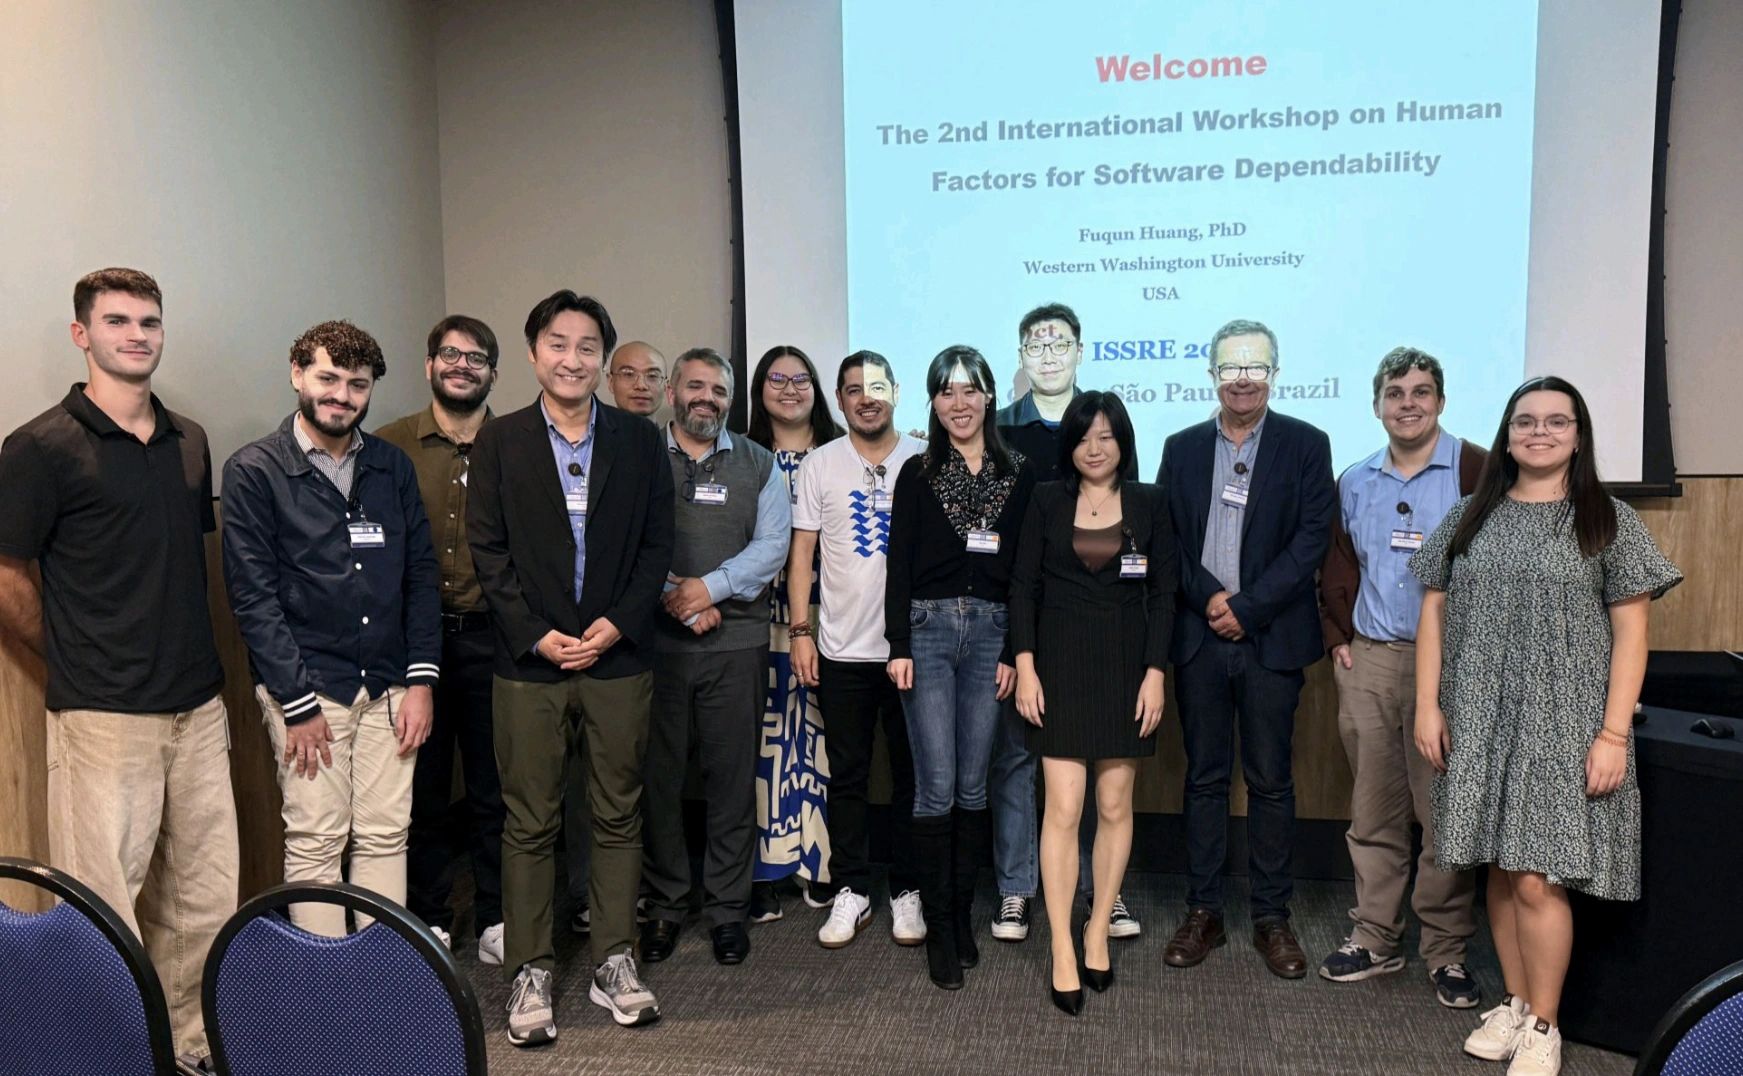 Welcome
The 2nd International Workshop on Human
Factors for Software Dependability
Fuqun Huang, PhD
Western Washington University
USA
ISSRE
São Brazil